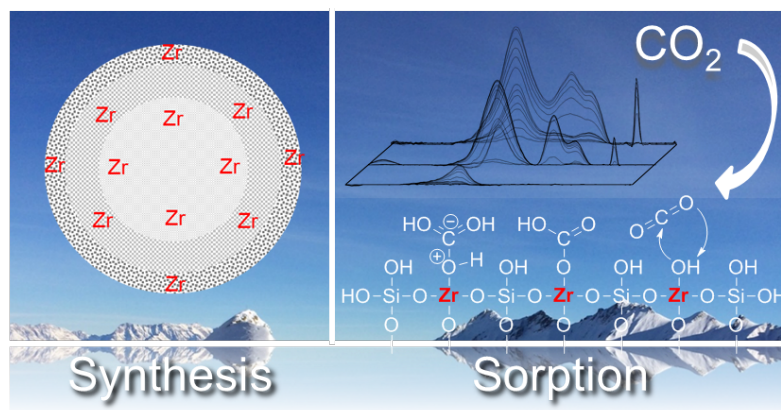 Zr
Zr Zr Zr
Zr Zr Zr Zr
Zr Zr Zr
Zr
CO2
HO ⊖ OH HO O O
C C C
⊕ O H O O
OH OH OH OH
HO–Si–O–Zr–O–Si–O–Zr–O–Si–O–Zr–O–Si–OH
O O O O O O O
Synthesis
Sorption